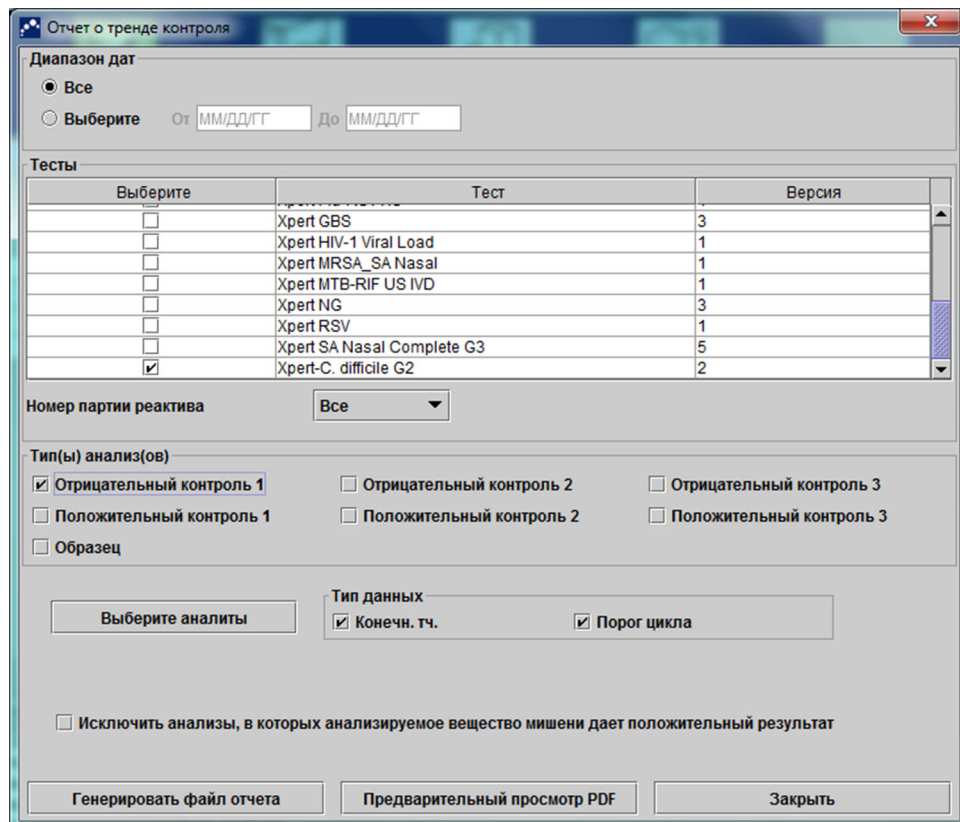 Отчет о тренде контроля
Диапазон дат
Все
Выберите От ММ/ДД/ГГ До ММ/ДД/ГГ
Тесты
Выберите Тест Версия
Xpert GBS 3
Xpert HIV-1 Viral Load 1
Xpert MRSA_SA Nasal 1
Xpert MTB-RIF US IVD 1
Xpert NG 3
Xpert RSV 1
Xpert SA Nasal Complete G3 5
Xpert-C. difficile G2 2
Номер партии реактива Все
Тип(ы) анализ(ов)
Отрицательный контроль 1 Отрицательный контроль 2 Отрицательный контроль 3
Положительный контроль 1 Положительный контроль 2 Положительный контроль 3
Образец
Выберите аналиты
Тип данных
Конечн. тч. Порог цикла
Исключить анализы, в которых анализируемое вещество мишени дает положительный результат
Генерировать файл отчета Предварительный просмотр PDF Закрыть